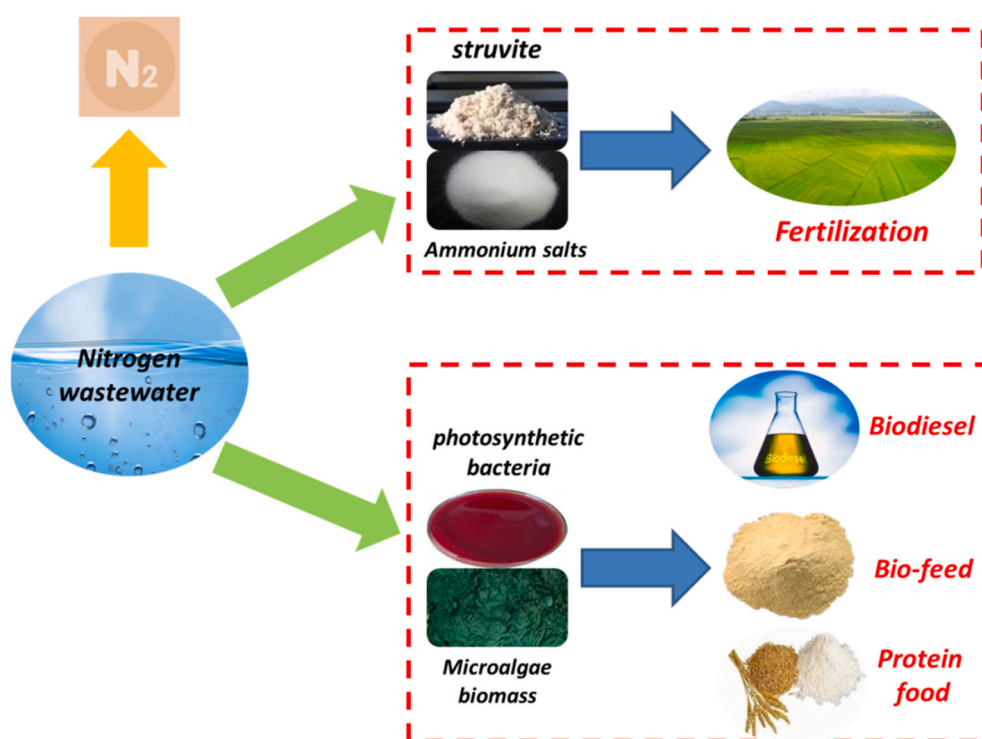 N2
struvite
Ammonium salts
Fertilization
Nitrogen
wastewater
photosynthetic
bacteria
Microalgae
biomass
Biodiesel
Biodiesel
Bio-feed
Protein
food